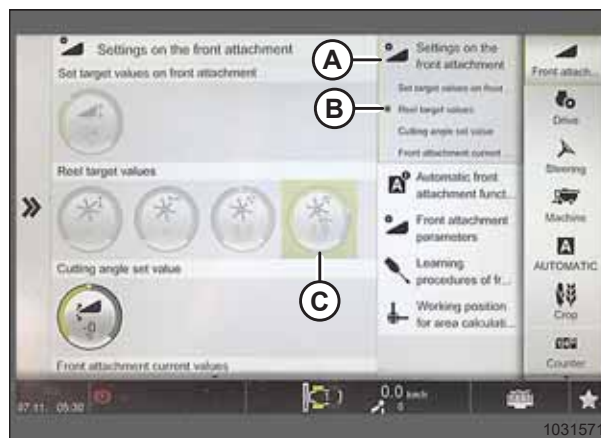 Settings on the front attachment
Set target values on front attachment
Reel target values
Cutting angle set value
-0
Front attachment current values
A
Settings on the
front attachment
Set target values on front
B
Reel target values
Cutting angle set value
Front attachment current
Automatic front
attachment funct...
Front attachment
parameters
Learning
procedures of fr...
Working position
for area calculati...
C
Front attach...
Drive
Steering
Machine
A
AUTOMATIC
Crop
Counter
07.11. 05:30
0.0 km/h
1031571